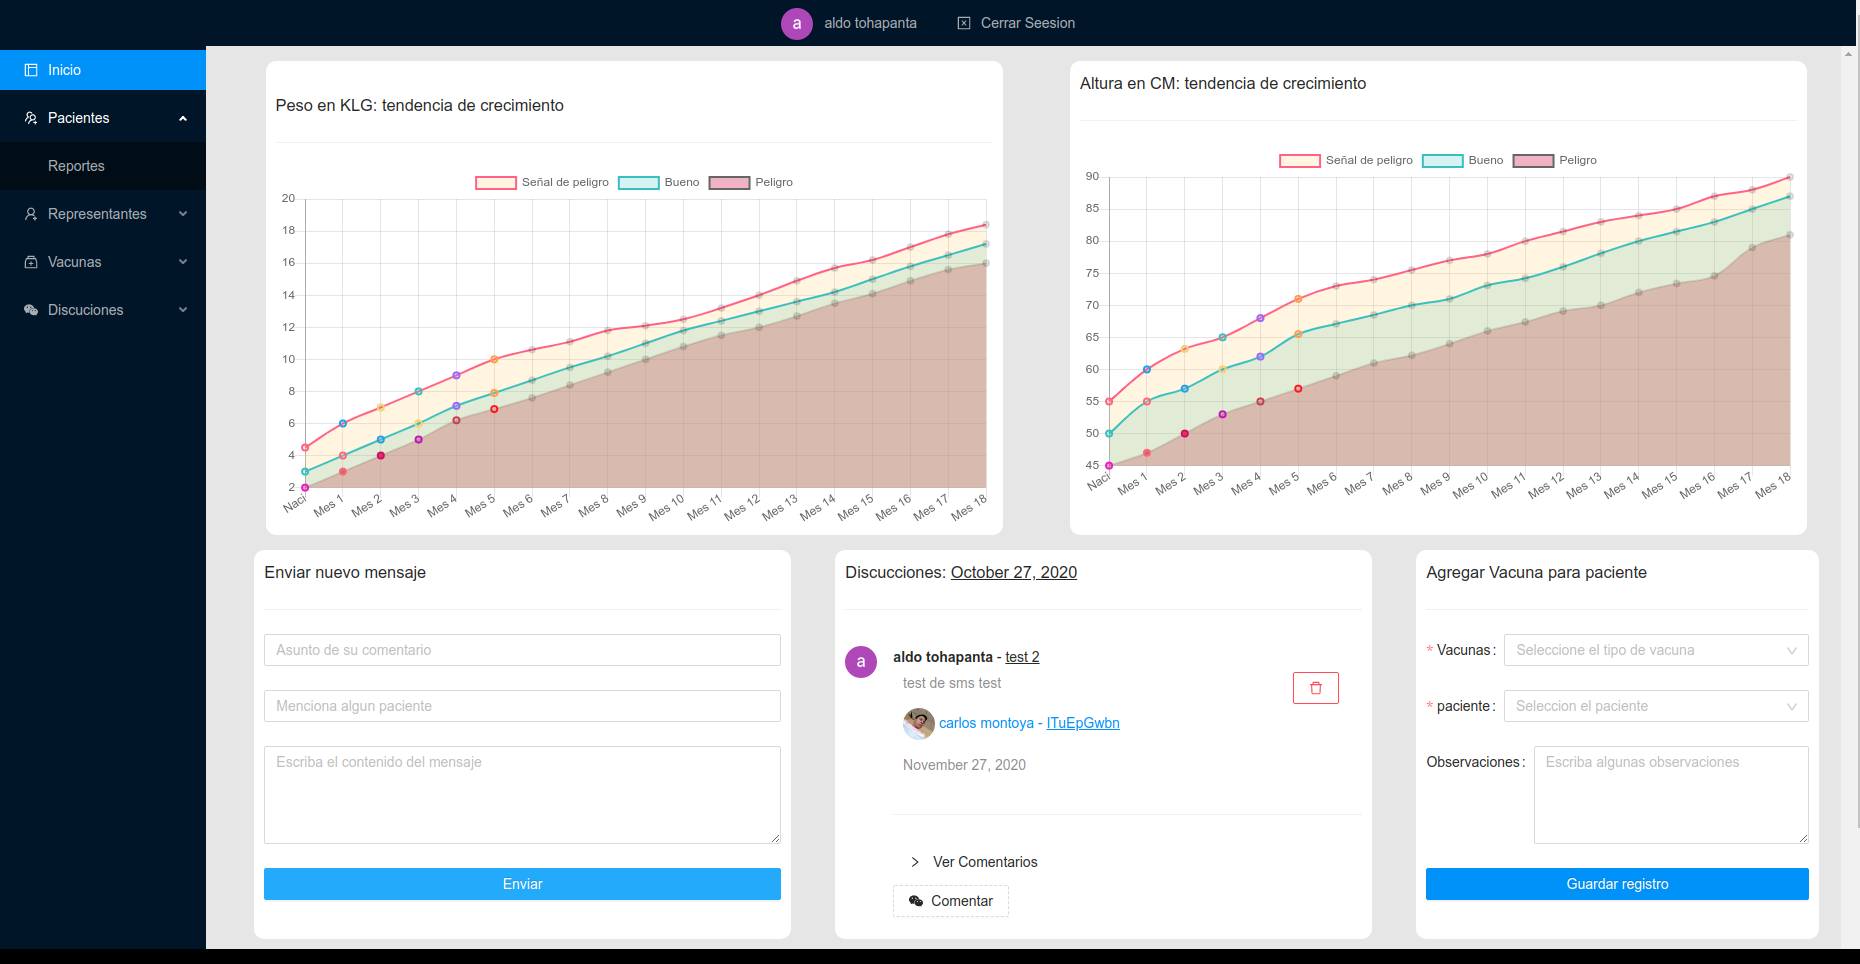 a aldo tohapanta Cerrar Seesion
Inicio
Pacientes
Reportes
Representantes
Vacunas
Discuciones
Peso en KLG: tendencia de crecimiento
Señal de peligro Bueno Peligro
20
18
16
14
12
10
8
6
4
2
Naci Mes 1 Mes 2 Mes 3 Mes 4 Mes 5 Mes 6 Mes 7 Mes 8 Mes 9 Mes 10 Mes 11 Mes 12 Mes 13 Mes 14 Mes 15 Mes 16 Mes 17 Mes 18
Altura en CM: tendencia de crecimiento
Señal de peligro Bueno Peligro
90
85
80
75
70
65
60
55
50
45
Naci Mes 1 Mes 2 Mes 3 Mes 4 Mes 5 Mes 6 Mes 7 Mes 8 Mes 9 Mes 10 Mes 11 Mes 12 Mes 13 Mes 14 Mes 15 Mes 16 Mes 17 Mes 18
Enviar nuevo mensaje
Asunto de su comentario
Menciona algun paciente
Escriba el contenido del mensaje
Enviar
Discucciones: October 27, 2020
a aldo tohapanta - test 2
test de sms test
carlos montoya - ITuEpGwbn
November 27, 2020
Ver Comentarios
Comentar
Agregar Vacuna para paciente
* Vacunas: Seleccione el tipo de vacuna
* paciente: Seleccion el paciente
Observaciones: Escriba algunas observaciones
Guardar registro